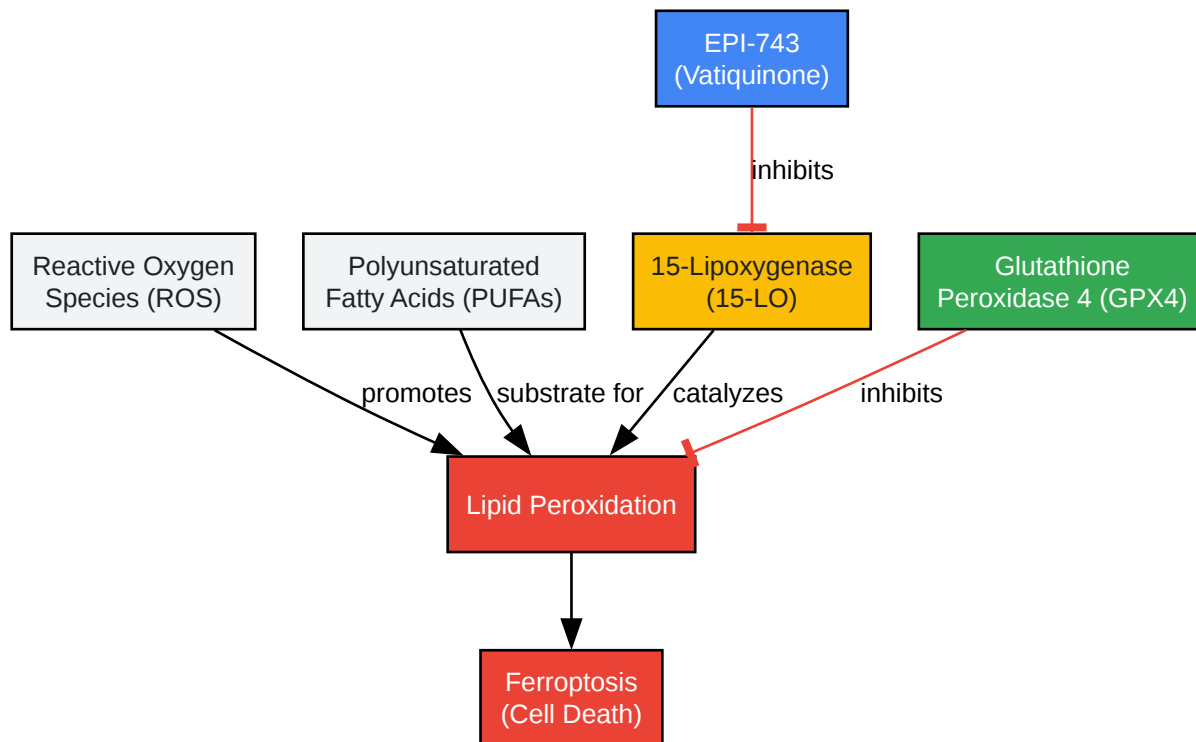 EPI-743
(Vatiquinone)
inhibits
Reactive Oxygen
Species (ROS)
Polyunsaturated
Fatty Acids (PUFAs)
15-Lipoxygenase
(15-LO)
Glutathione
Peroxidase 4 (GPX4)
promotes
substrate for
catalyzes
inhibits
Lipid Peroxidation
Ferroptosis
(Cell Death)